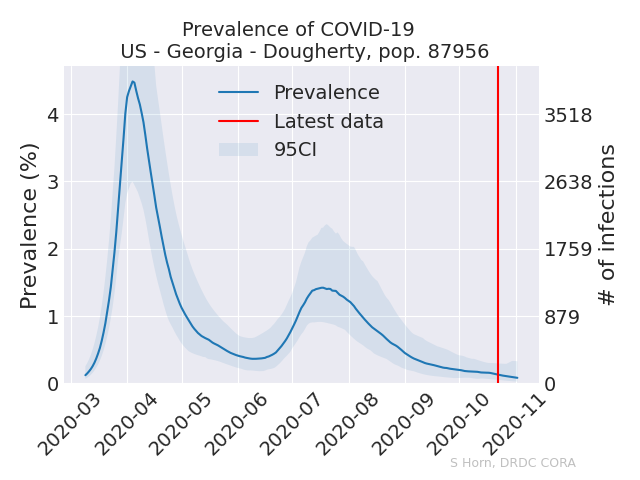 Prevalence of COVID-19
US - Georgia - Dougherty, pop. 87956
Prevalence
Latest data
95CI
Prevalence (%)
4
3
2
1
0
# of infections
3518
2638
1759
879
0
2020-03
2020-04
2020-05
2020-06
2020-07
2020-08
2020-09
2020-10
2020-11
S Horn, DRDC CORA